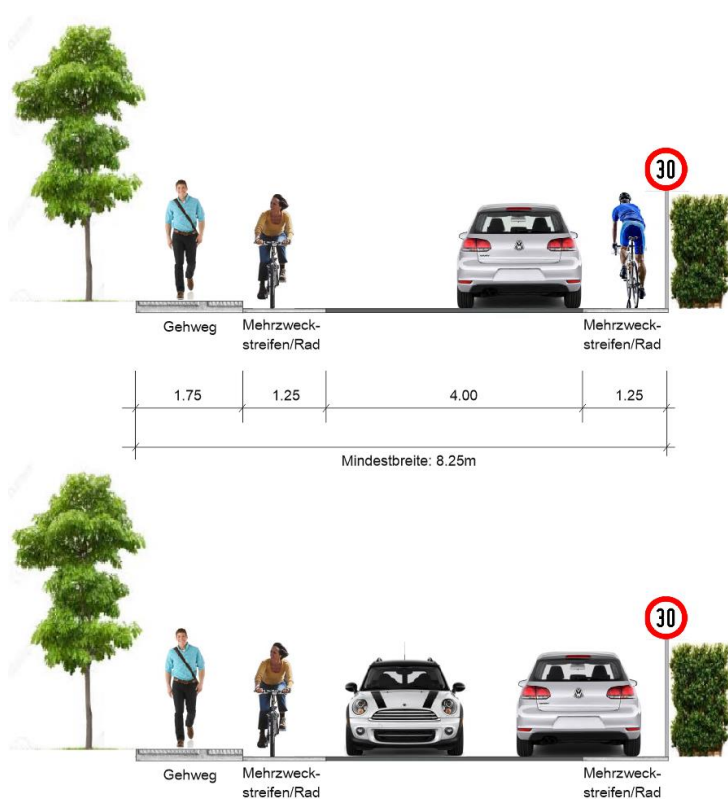 30
Gehweg
Mehrzweck-
streifen/Rad
Mehrzweck-
streifen/Rad
1.75
1.25
4.00
1.25
Mindestbreite: 8.25m
30
Gehweg
Mehrzweck-
streifen/Rad
Mehrzweck-
streifen/Rad